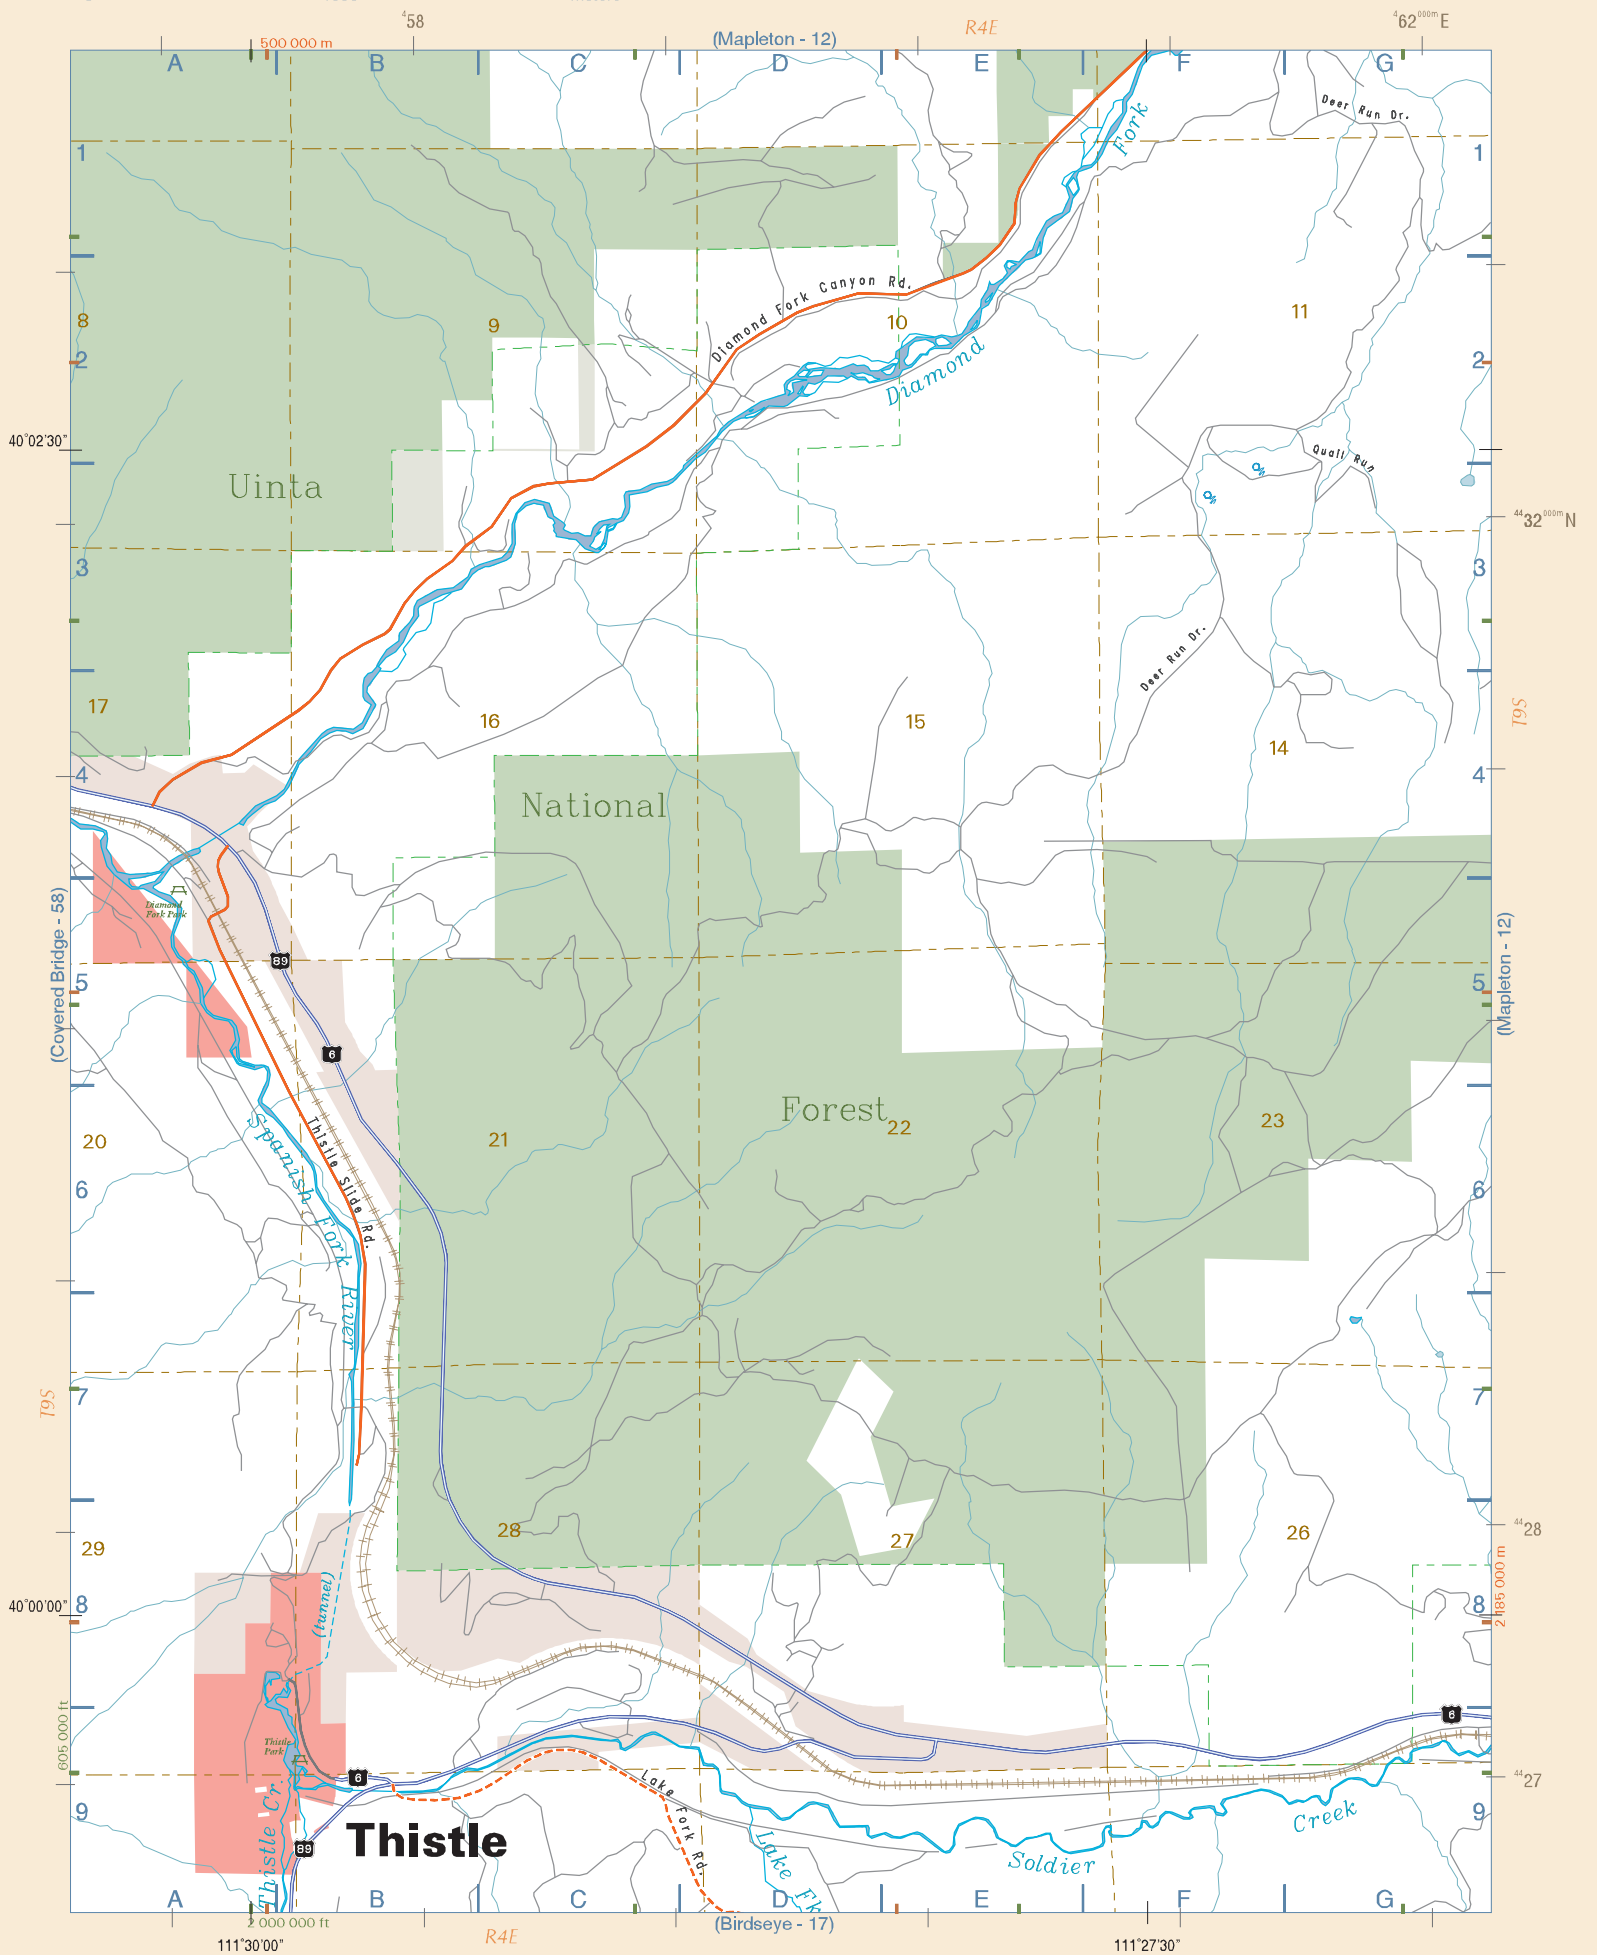 ⁴58
R4E
⁴62⁰⁰⁰ᵐE
500 000 m
(Mapleton - 12)
A B C D E F G
Deer Run Dr.
Fork
1 1
Diamond Fork Canyon Rd.
8 9 10 11
2 2
Diamond
40°02'30"
Quail Run
Uinta
⁴⁴32⁰⁰⁰ᵐN
3 3
Deer Run Dr.
17 16 15 14
T9S
4 4
National
Diamond
Fork Park
(Covered Bridge - 58)
(Mapleton - 12)
89
5 5
6
Forest
20 21 22 23
Thistle Slide Rd.
Spanish Fork River
6 6
T9S
7 7
28
27
26
29
⁴⁴28
(tunnel)
2 185 000 m
40°00'00"
8 8
605 000 ft
Thistle
Park
6
6
⁴⁴27
Lake Fork Rd.
9 9
Creek
Thistle Cr.
89
Thistle
Soldier
Lake Fk
A B C D E F G
2 000 000 ft
(Birdseye - 17)
R4E
111°30'00"
111°27'30"